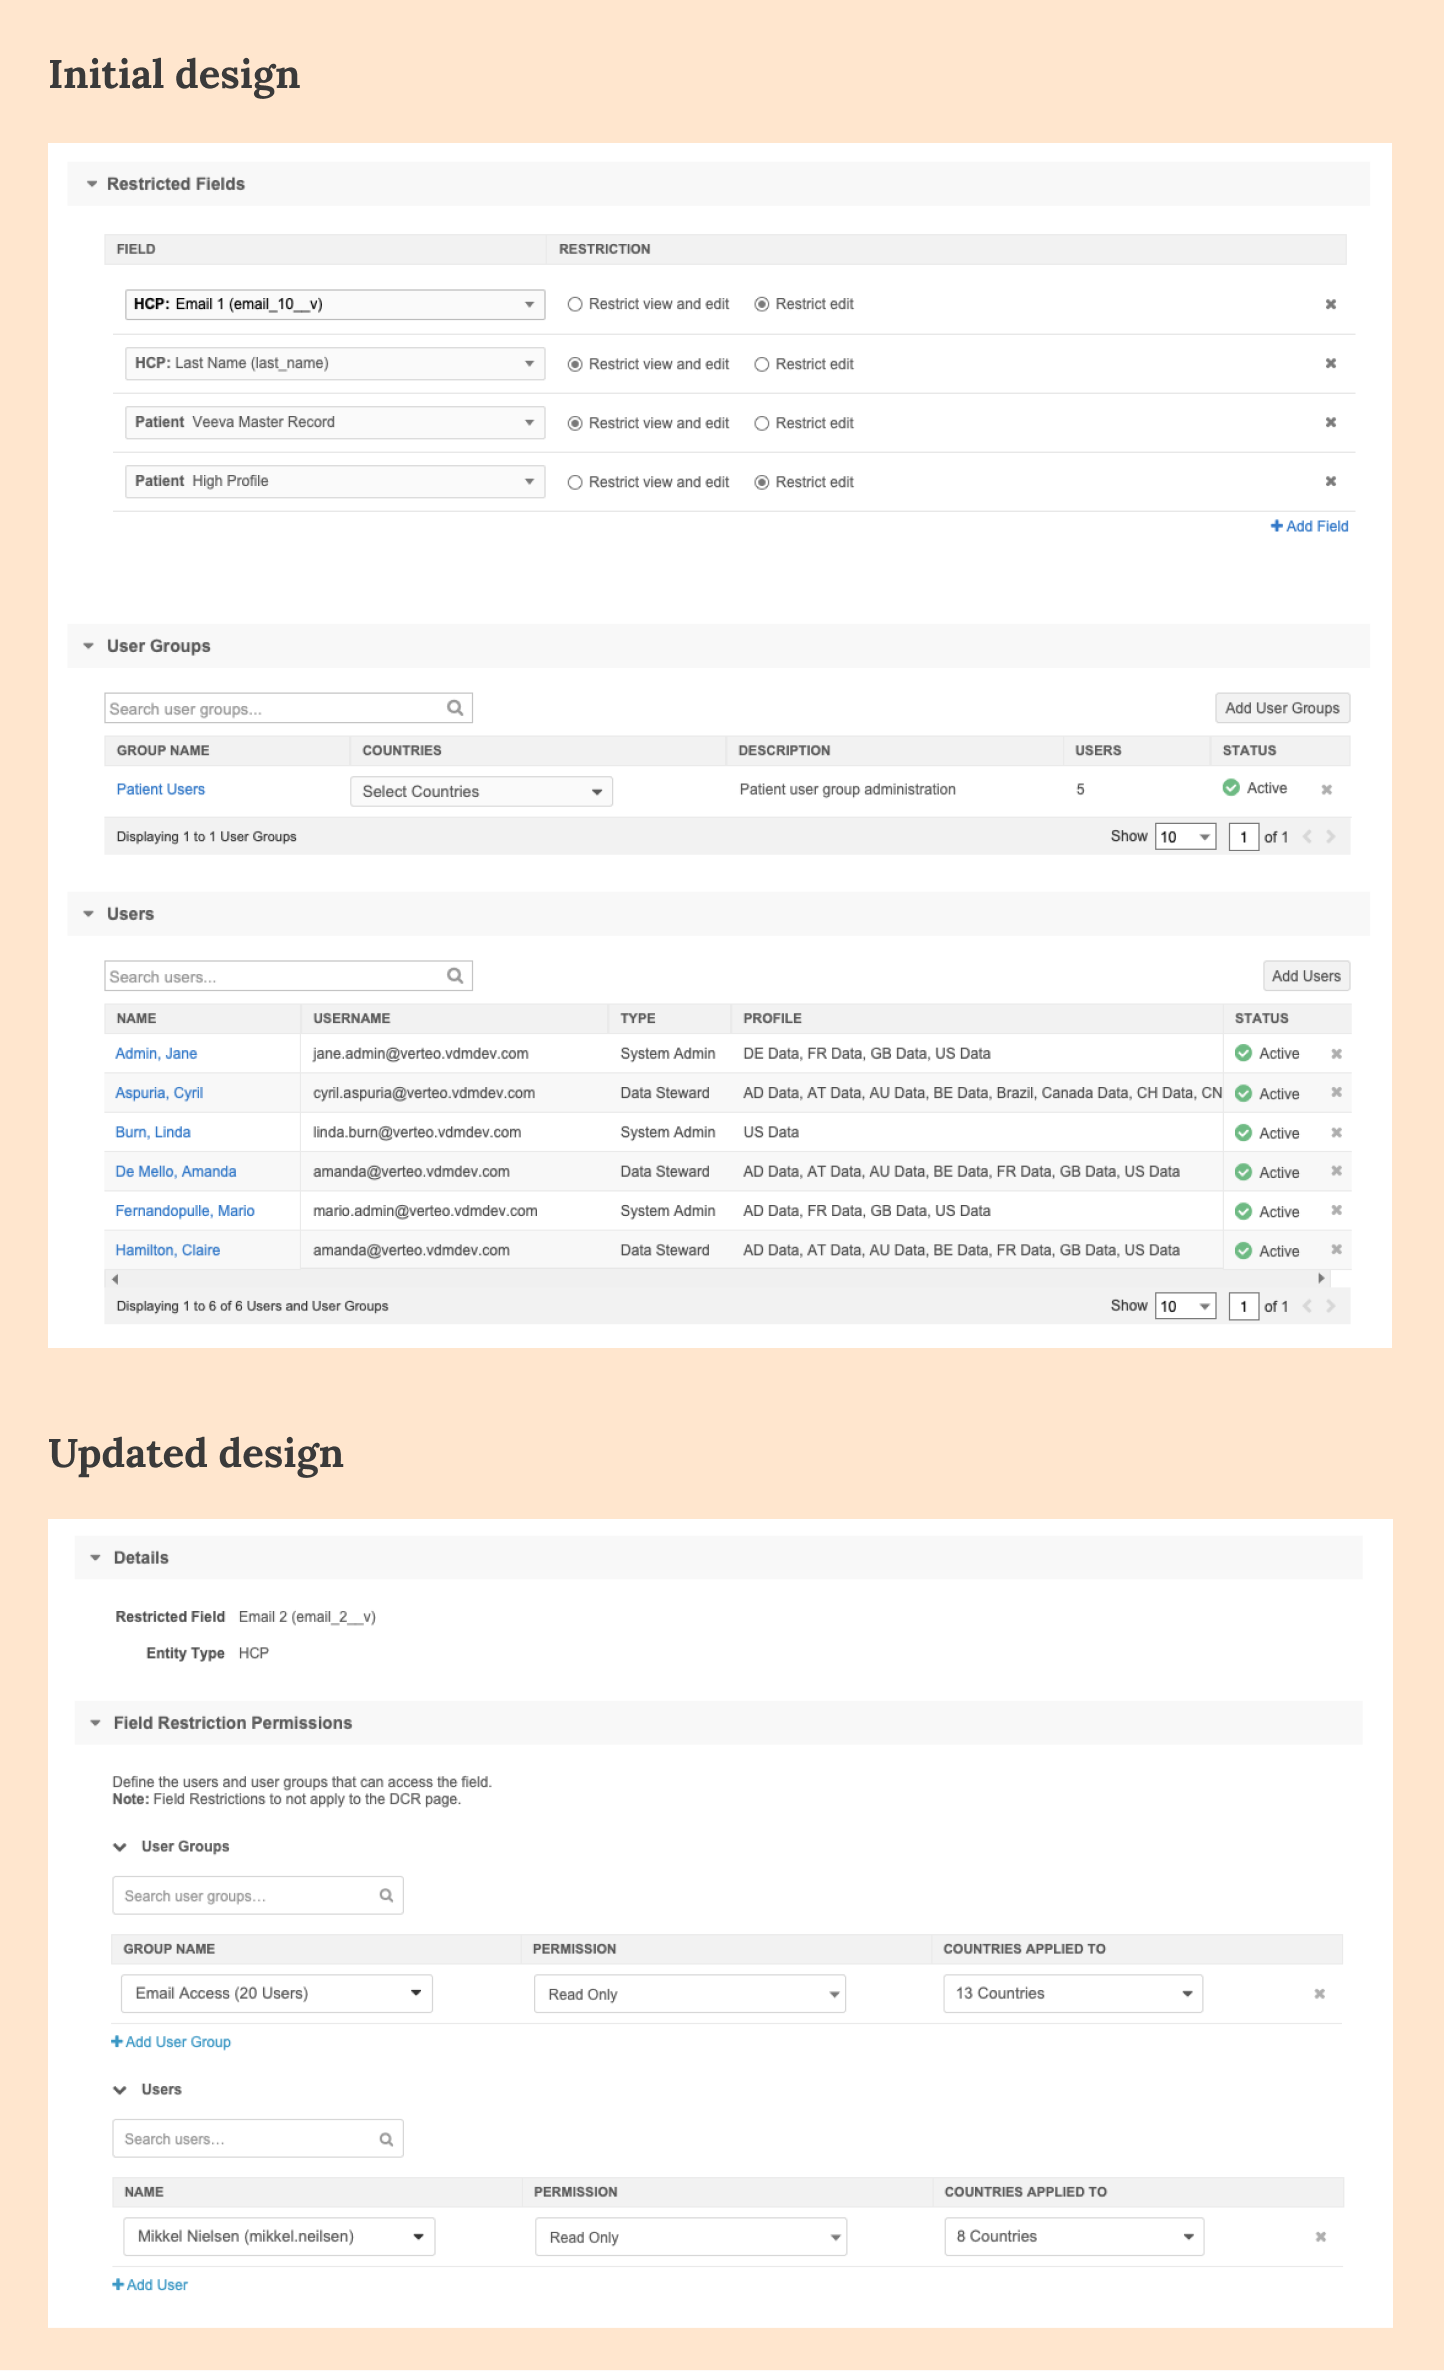 Initial design
Restricted Fields
FIELD RESTRICTION
HCP: Email 1 (email_10__v) Restrict view and edit Restrict edit
HCP: Last Name (last_name) Restrict view and edit Restrict edit
Patient Veeva Master Record Restrict view and edit Restrict edit
Patient High Profile Restrict view and edit Restrict edit
Add Field
User Groups
Search user groups... Add User Groups
GROUP NAME COUNTRIES DESCRIPTION USERS STATUS
Patient Users Select Countries Patient user group administration 5 Active
Displaying 1 to 1 User Groups Show 10 1 of 1
Users
Search users... Add Users
NAME USERNAME TYPE PROFILE STATUS
Admin, Jane jane.admin@verteo.vdmdev.com System Admin DE Data, FR Data, GB Data, US Data Active
Aspuria, Cyril cyril.aspuria@verteo.vdmdev.com Data Steward AD Data, AT Data, AU Data, BE Data, Brazil, Canada Data, CH Data, CN Active
Burn, Linda linda.burn@verteo.vdmdev.com System Admin US Data Active
De Mello, Amanda amanda@verteo.vdmdev.com Data Steward AD Data, AT Data, AU Data, BE Data, FR Data, GB Data, US Data Active
Fernandopulle, Mario mario.admin@verteo.vdmdev.com System Admin AD Data, FR Data, GB Data, US Data Active
Hamilton, Claire amanda@verteo.vdmdev.com Data Steward AD Data, AT Data, AU Data, BE Data, FR Data, GB Data, US Data Active
Displaying 1 to 6 of 6 Users and User Groups Show 10 1 of 1
Updated design
Details
Restricted Field Email 2 (email_2__v)
Entity Type HCP
Field Restriction Permissions
Define the users and user groups that can access the field.
Note: Field Restrictions to not apply to the DCR page.
User Groups
Search user groups...
GROUP NAME PERMISSION COUNTRIES APPLIED TO
Email Access (20 Users) Read Only 13 Countries
Add User Group
Users
Search users...
NAME PERMISSION COUNTRIES APPLIED TO
Mikkel Nielsen (mikkel.neilsen) Read Only 8 Countries
Add User